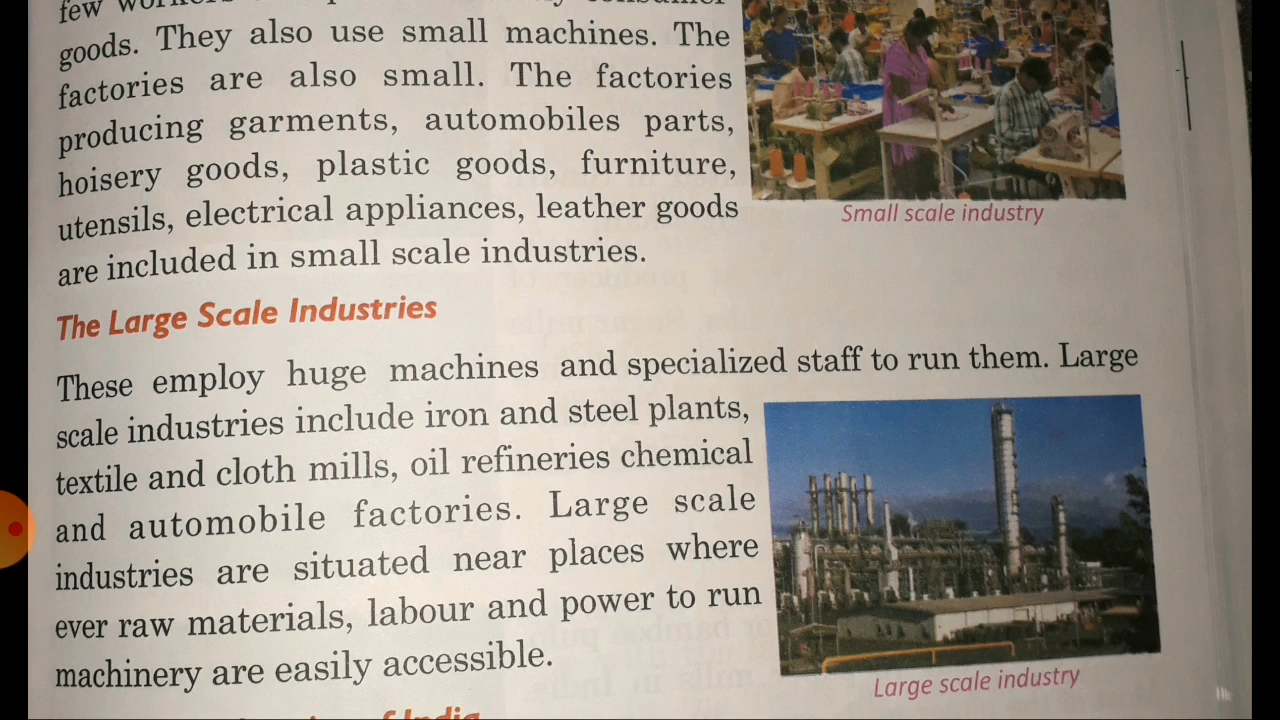 few
goods. They also use small machines. The
factories are also small. The factories
producing garments, automobiles parts,
hoisery goods, plastic goods, furniture,
utensils, electrical appliances, leather goods
are included in small scale industries.
Small scale industry
The Large Scale Industries
These employ huge machines and specialized staff to run them. Large
scale industries include iron and steel plants,
textile and cloth mills, oil refineries chemical
and automobile factories. Large scale
industries are situated near places where
ever raw materials, labour and power to run
machinery are easily accessible.
Large scale industry
of India